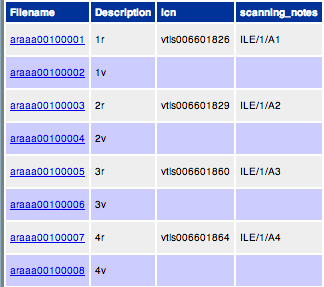 Filename Description lcn scanning_notes
araaa00100001 1r vtls006601826 ILE/1/A1
araaa00100002 1v
araaa00100003 2r vtls006601829 ILE/1/A2
araaa00100004 2v
araaa00100005 3r vtls006601860 ILE/1/A3
araaa00100006 3v
araaa00100007 4r vtls006601864 ILE/1/A4
araaa00100008 4v